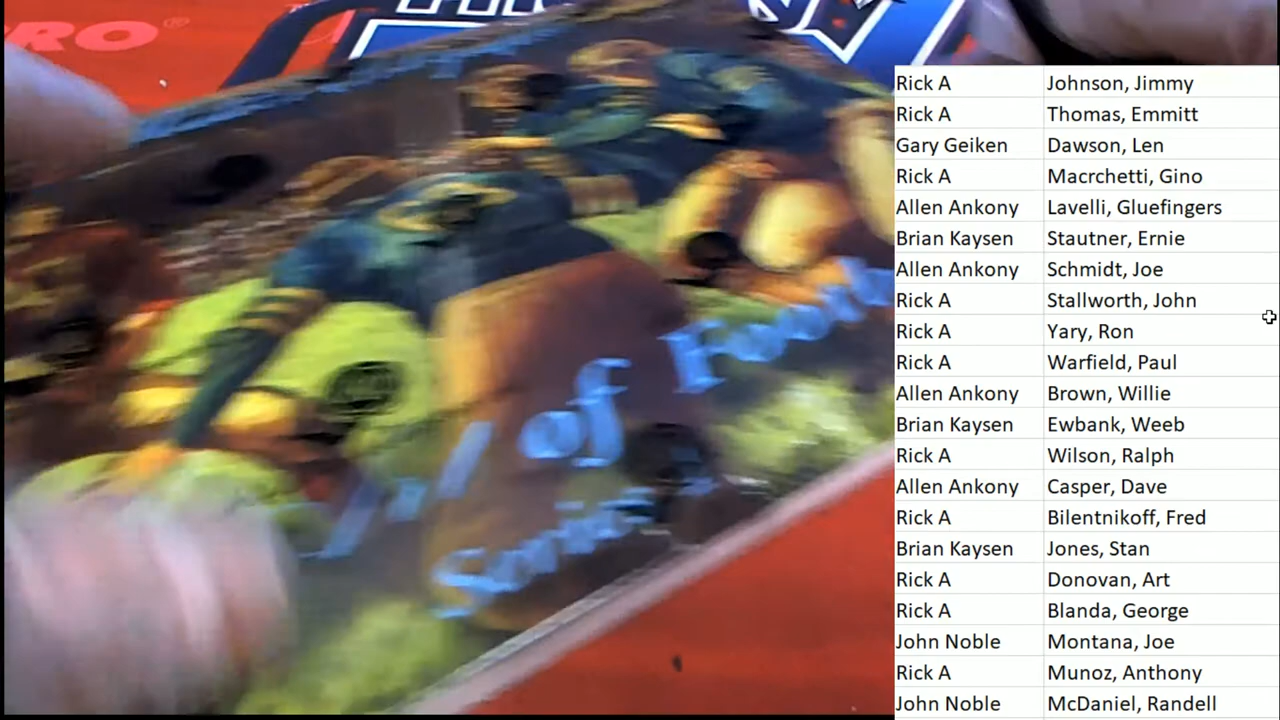 RO®
of Footb
Rick A Johnson, Jimmy
Rick A Thomas, Emmitt
Gary Geiken Dawson, Len
Rick A Macrchetti, Gino
Allen Ankony Lavelli, Gluefingers
Brian Kaysen Stautner, Ernie
Allen Ankony Schmidt, Joe
Rick A Stallworth, John
Rick A Yary, Ron
Rick A Warfield, Paul
Allen Ankony Brown, Willie
Brian Kaysen Ewbank, Weeb
Rick A Wilson, Ralph
Allen Ankony Casper, Dave
Rick A Bilentnikoff, Fred
Brian Kaysen Jones, Stan
Rick A Donovan, Art
Rick A Blanda, George
John Noble Montana, Joe
Rick A Munoz, Anthony
John Noble McDaniel, Randell